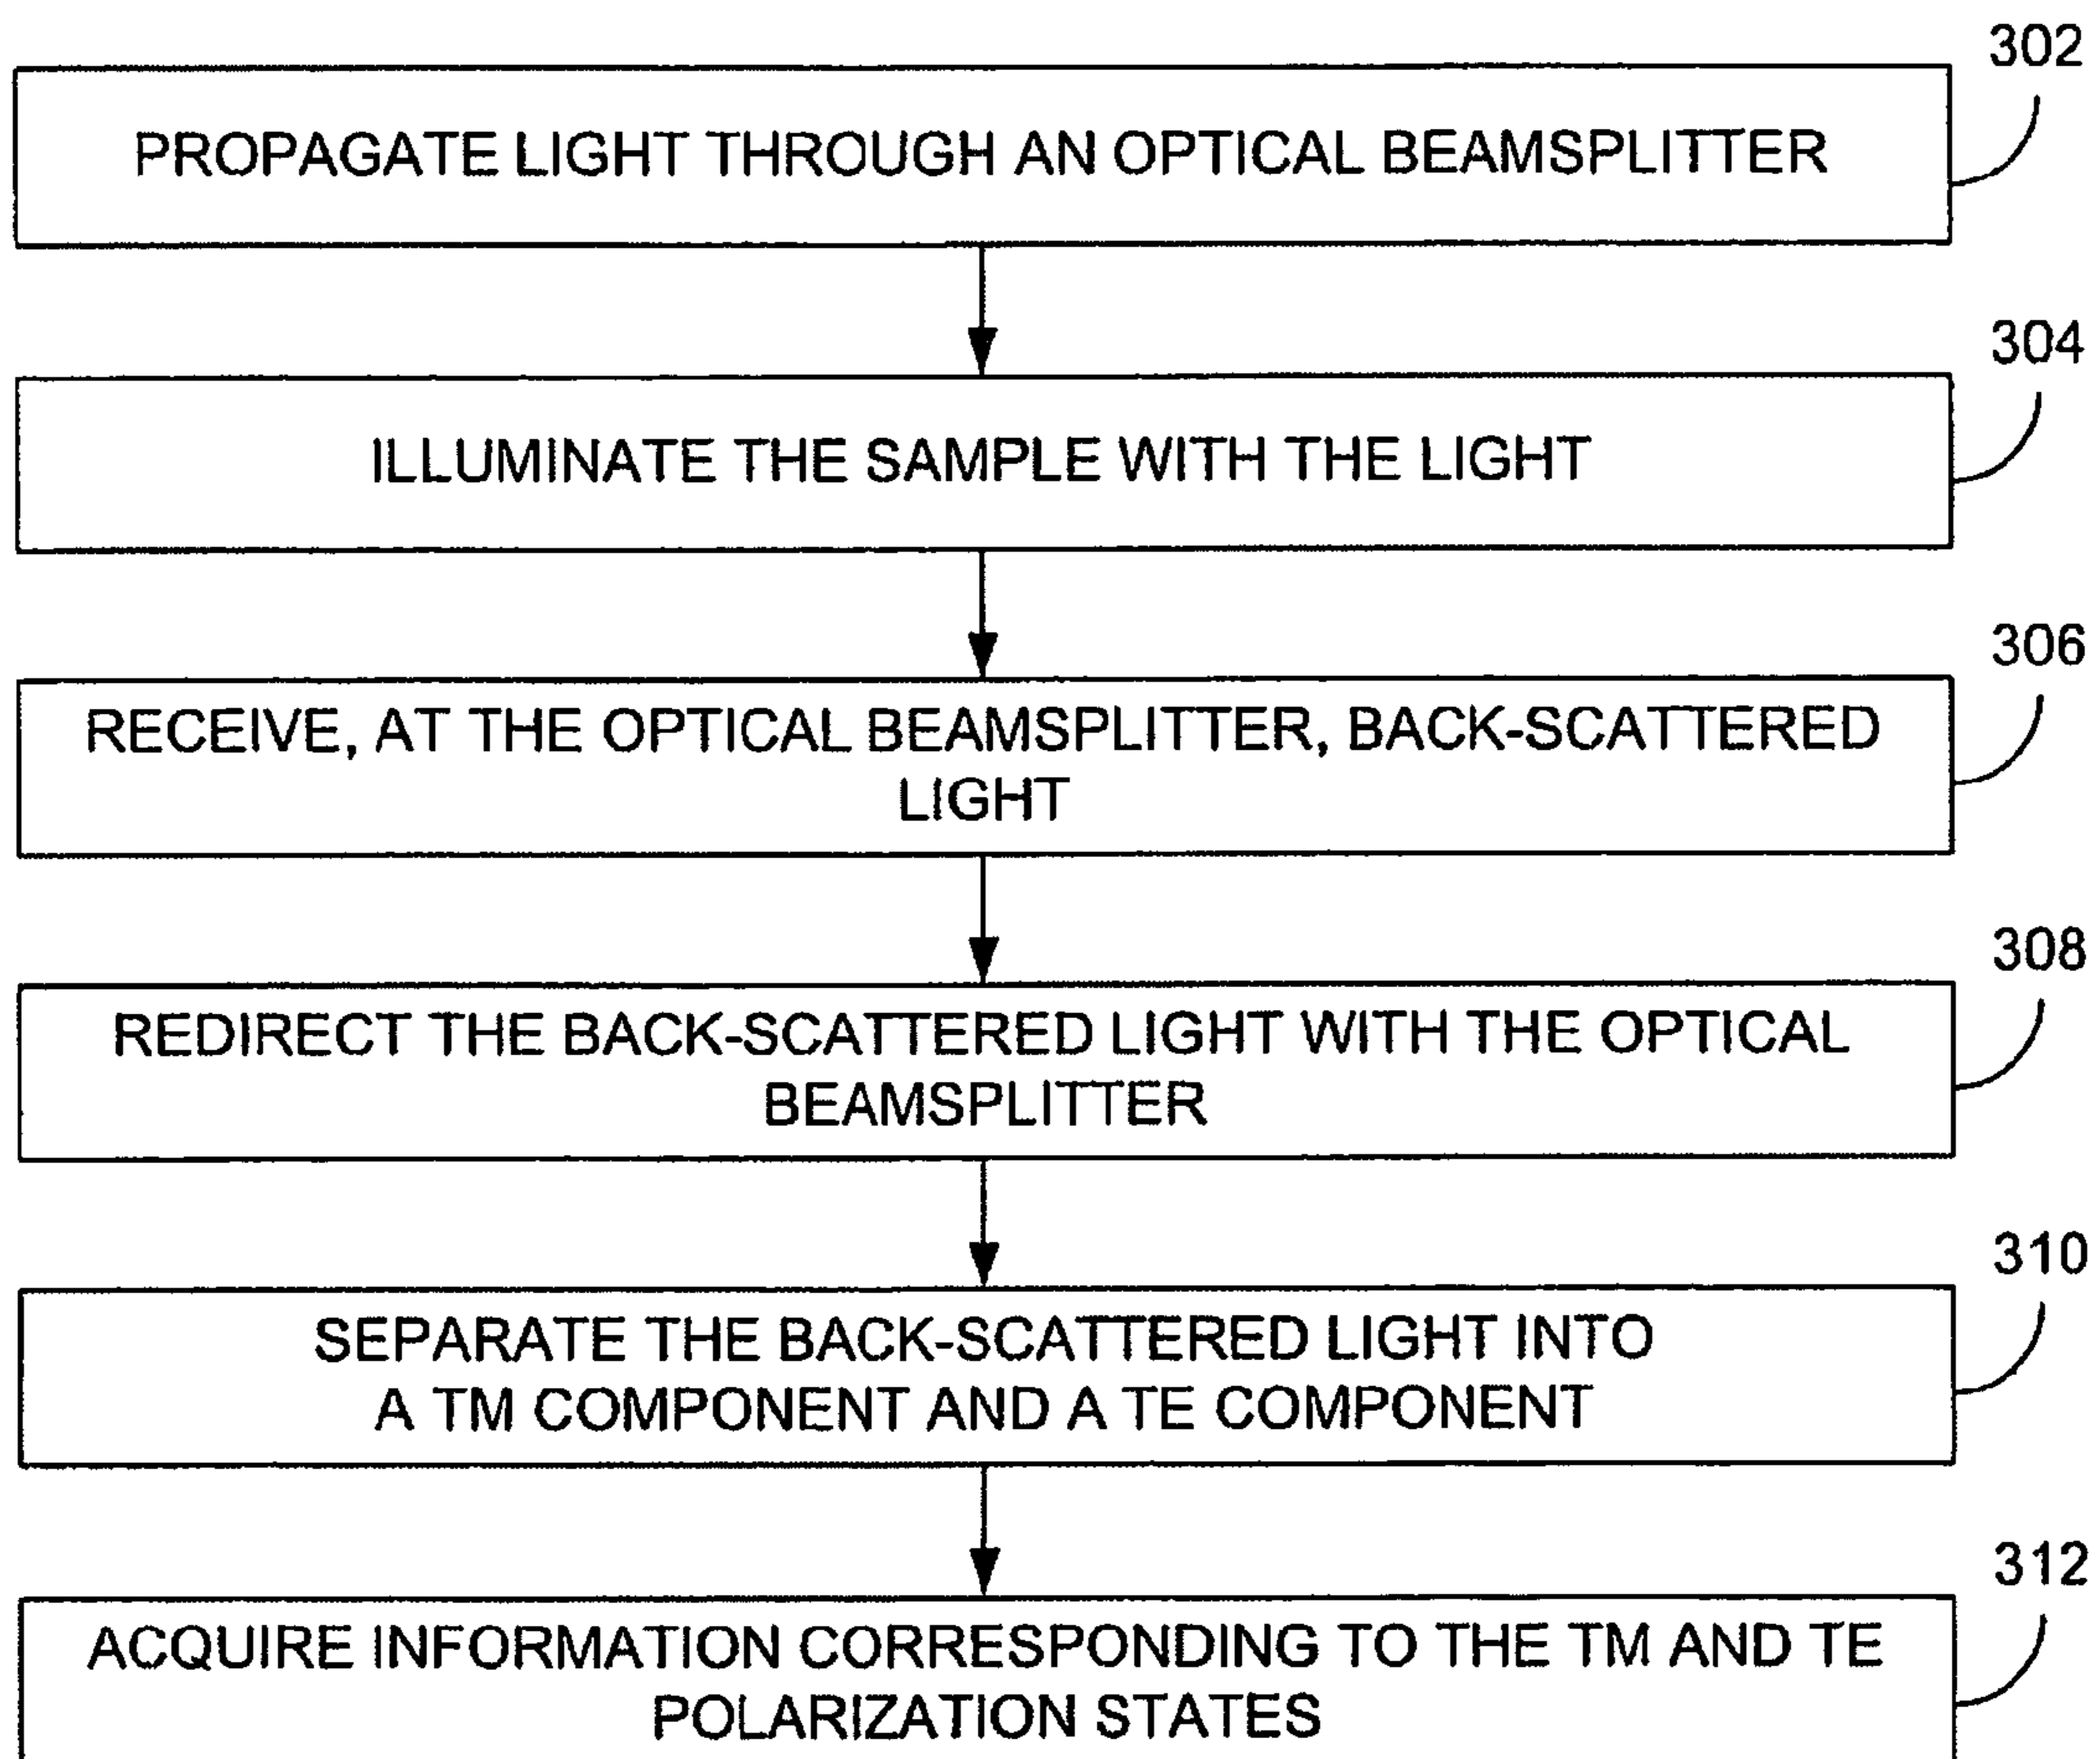 302
PROPAGATE LIGHT THROUGH AN OPTICAL BEAMSPLITTER
304
ILLUMINATE THE SAMPLE WITH THE LIGHT
306
RECEIVE, AT THE OPTICAL BEAMSPLITTER, BACK-SCATTERED
LIGHT
308
REDIRECT THE BACK-SCATTERED LIGHT WITH THE OPTICAL
BEAMSPLITTER
310
SEPARATE THE BACK-SCATTERED LIGHT INTO
A TM COMPONENT AND A TE COMPONENT
312
ACQUIRE INFORMATION CORRESPONDING TO THE TM AND TE
POLARIZATION STATES